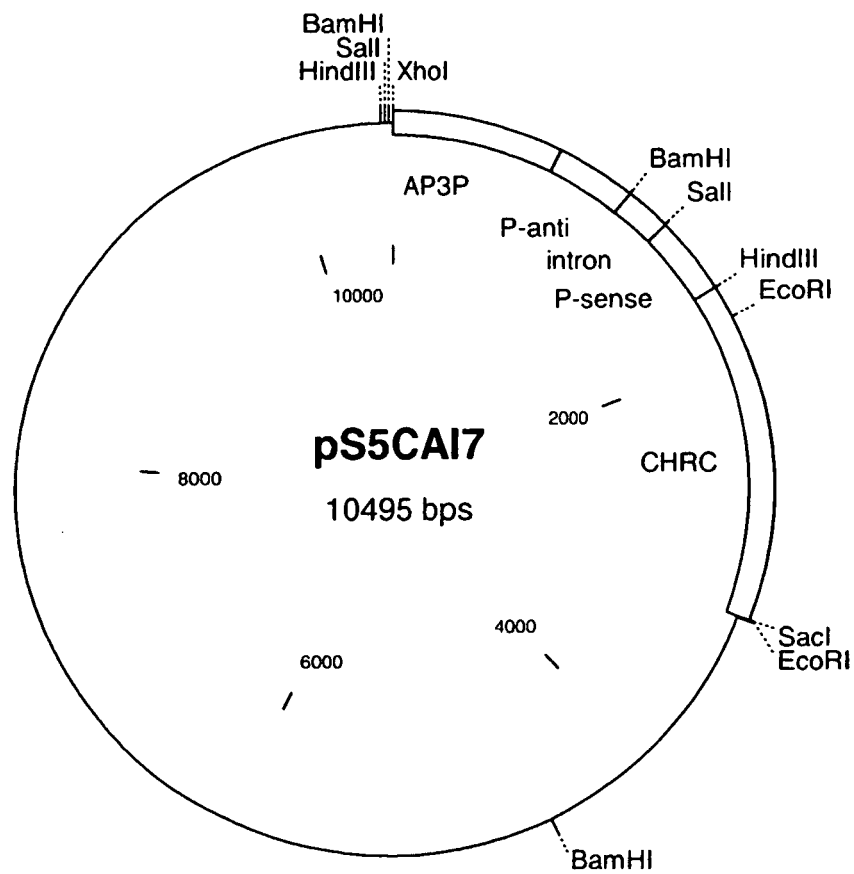 BamHI
SalI
HindIII XhoI
BamHI
SalI
AP3P
P-anti
intron
HindIII
P-sense
EcoRI
10000
2000
pS5CAI7
10495 bps
CHRC
8000
4000
6000
SacI
EcoRI
BamHI